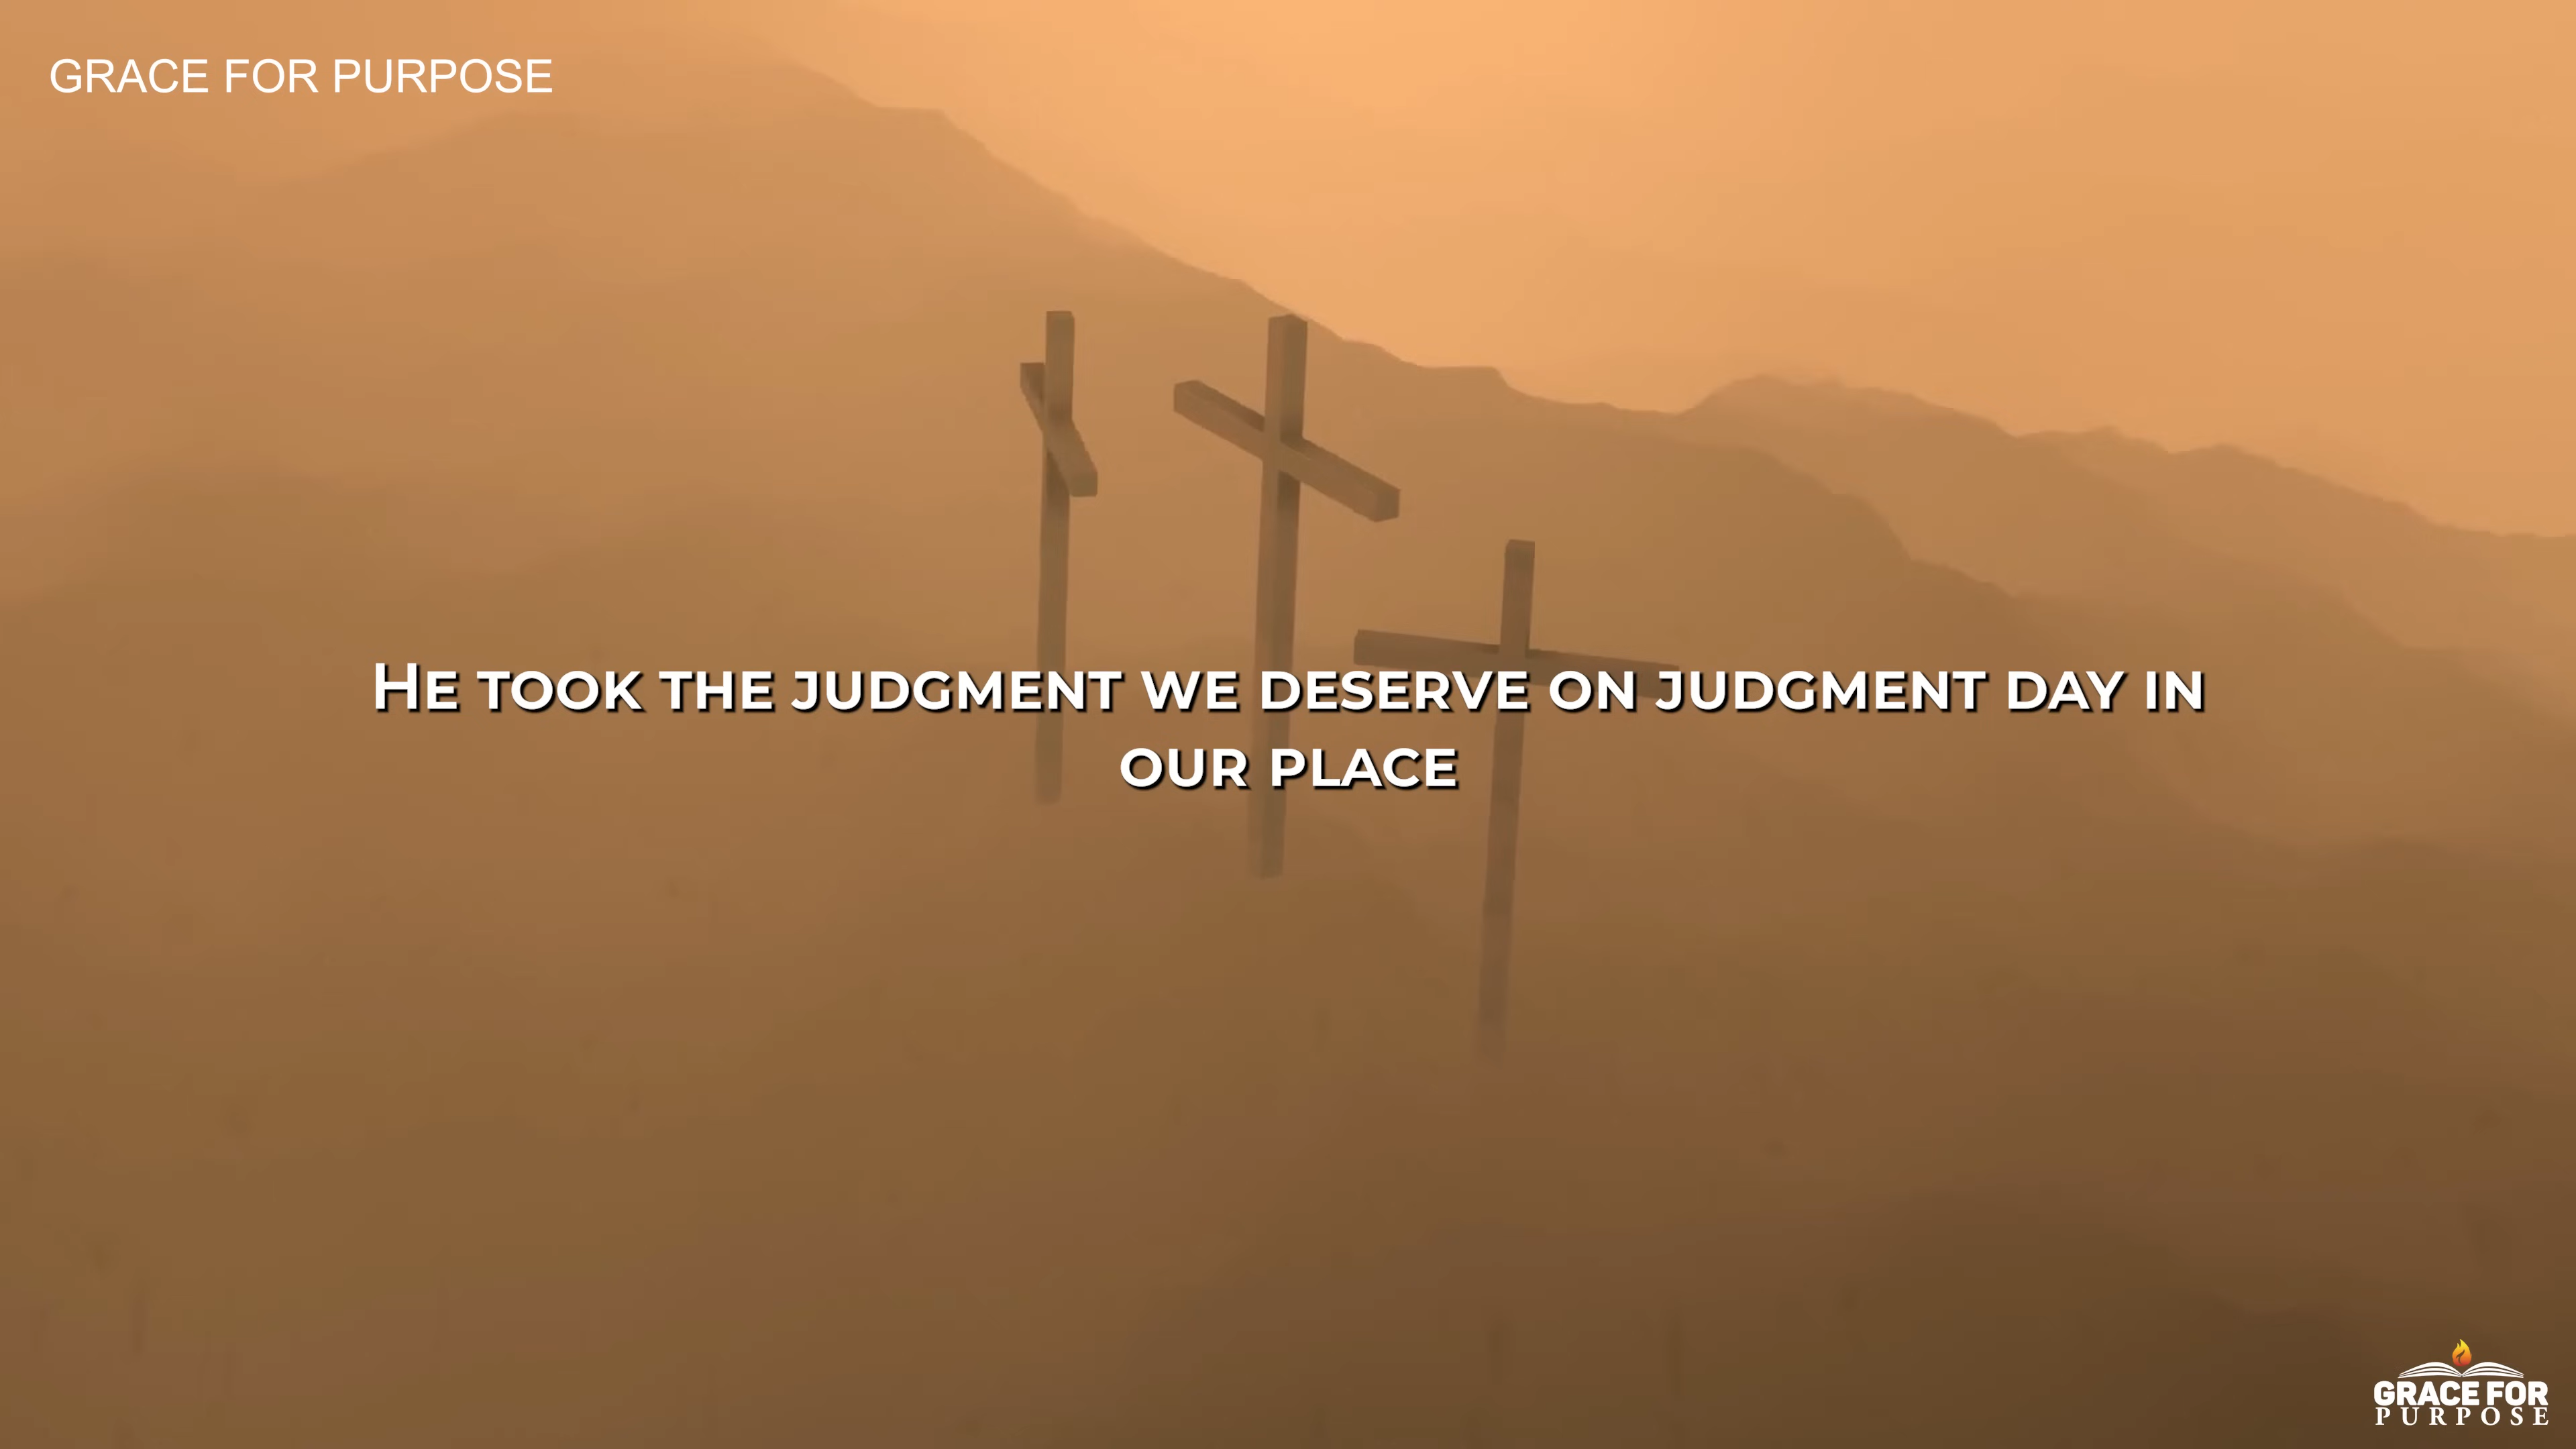 GRACE FOR PURPOSE
HE TOOK THE JUDGMENT WE DESERVE ON JUDGMENT DAY IN
OUR PLACE
GRACE FOR
PURPOSE